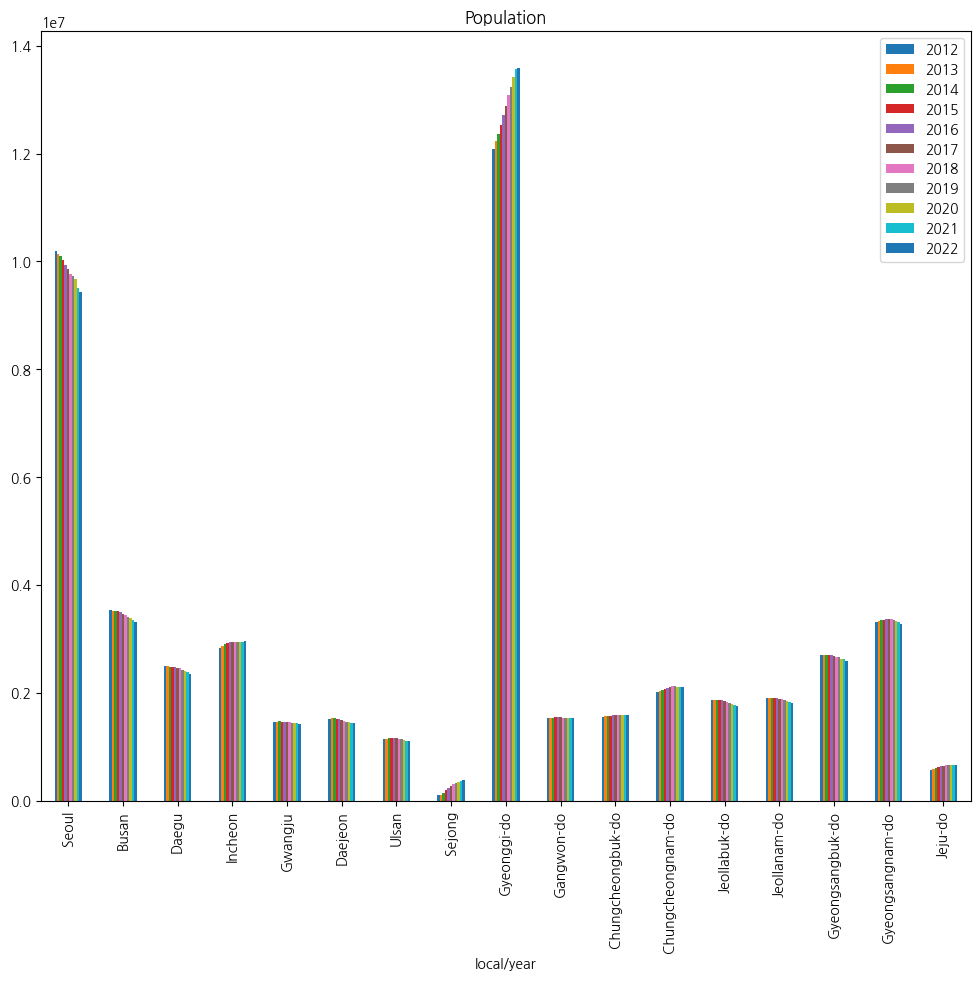 Population
1e7
1.4
1.2
1.0
0.8
0.6
0.4
0.2
0.0
2012
2013
2014
2015
2016
2017
2018
2019
2020
2021
2022
Seoul
Busan
Daegu
Incheon
Gwangju
Daejeon
Ulsan
Sejong
Gyeonggi-do
Gangwon-do
Chungcheongbuk-do
Chungcheongnam-do
Jeollabuk-do
Jeollanam-do
Gyeongsangbuk-do
Gyeongsangnam-do
Jeju-do
local/year